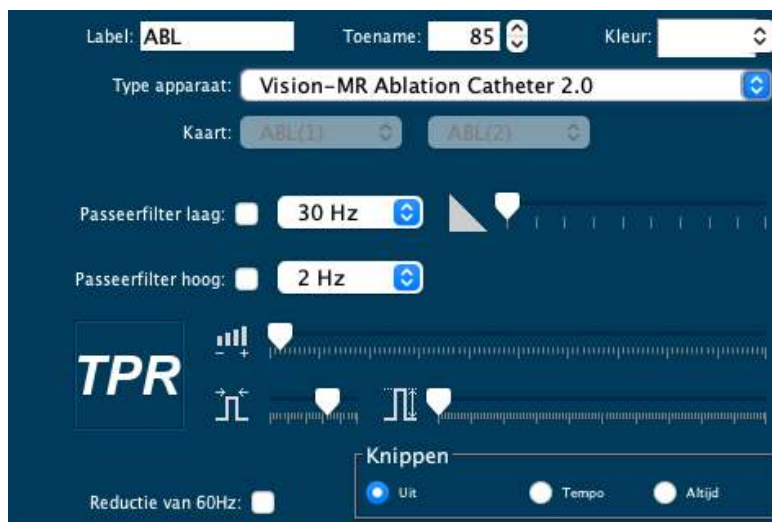 Label: ABL Toename: 85 Kleur:
Type apparaat: Vision-MR Ablation Catheter 2.0
Kaart: ABL(1) ABL(2)
Passeerfilter laag: 30 Hz
Passeerfilter hoog: 2 Hz
- +
TPR
Knippen
Reductie van 60Hz: Uit Tempo Altijd